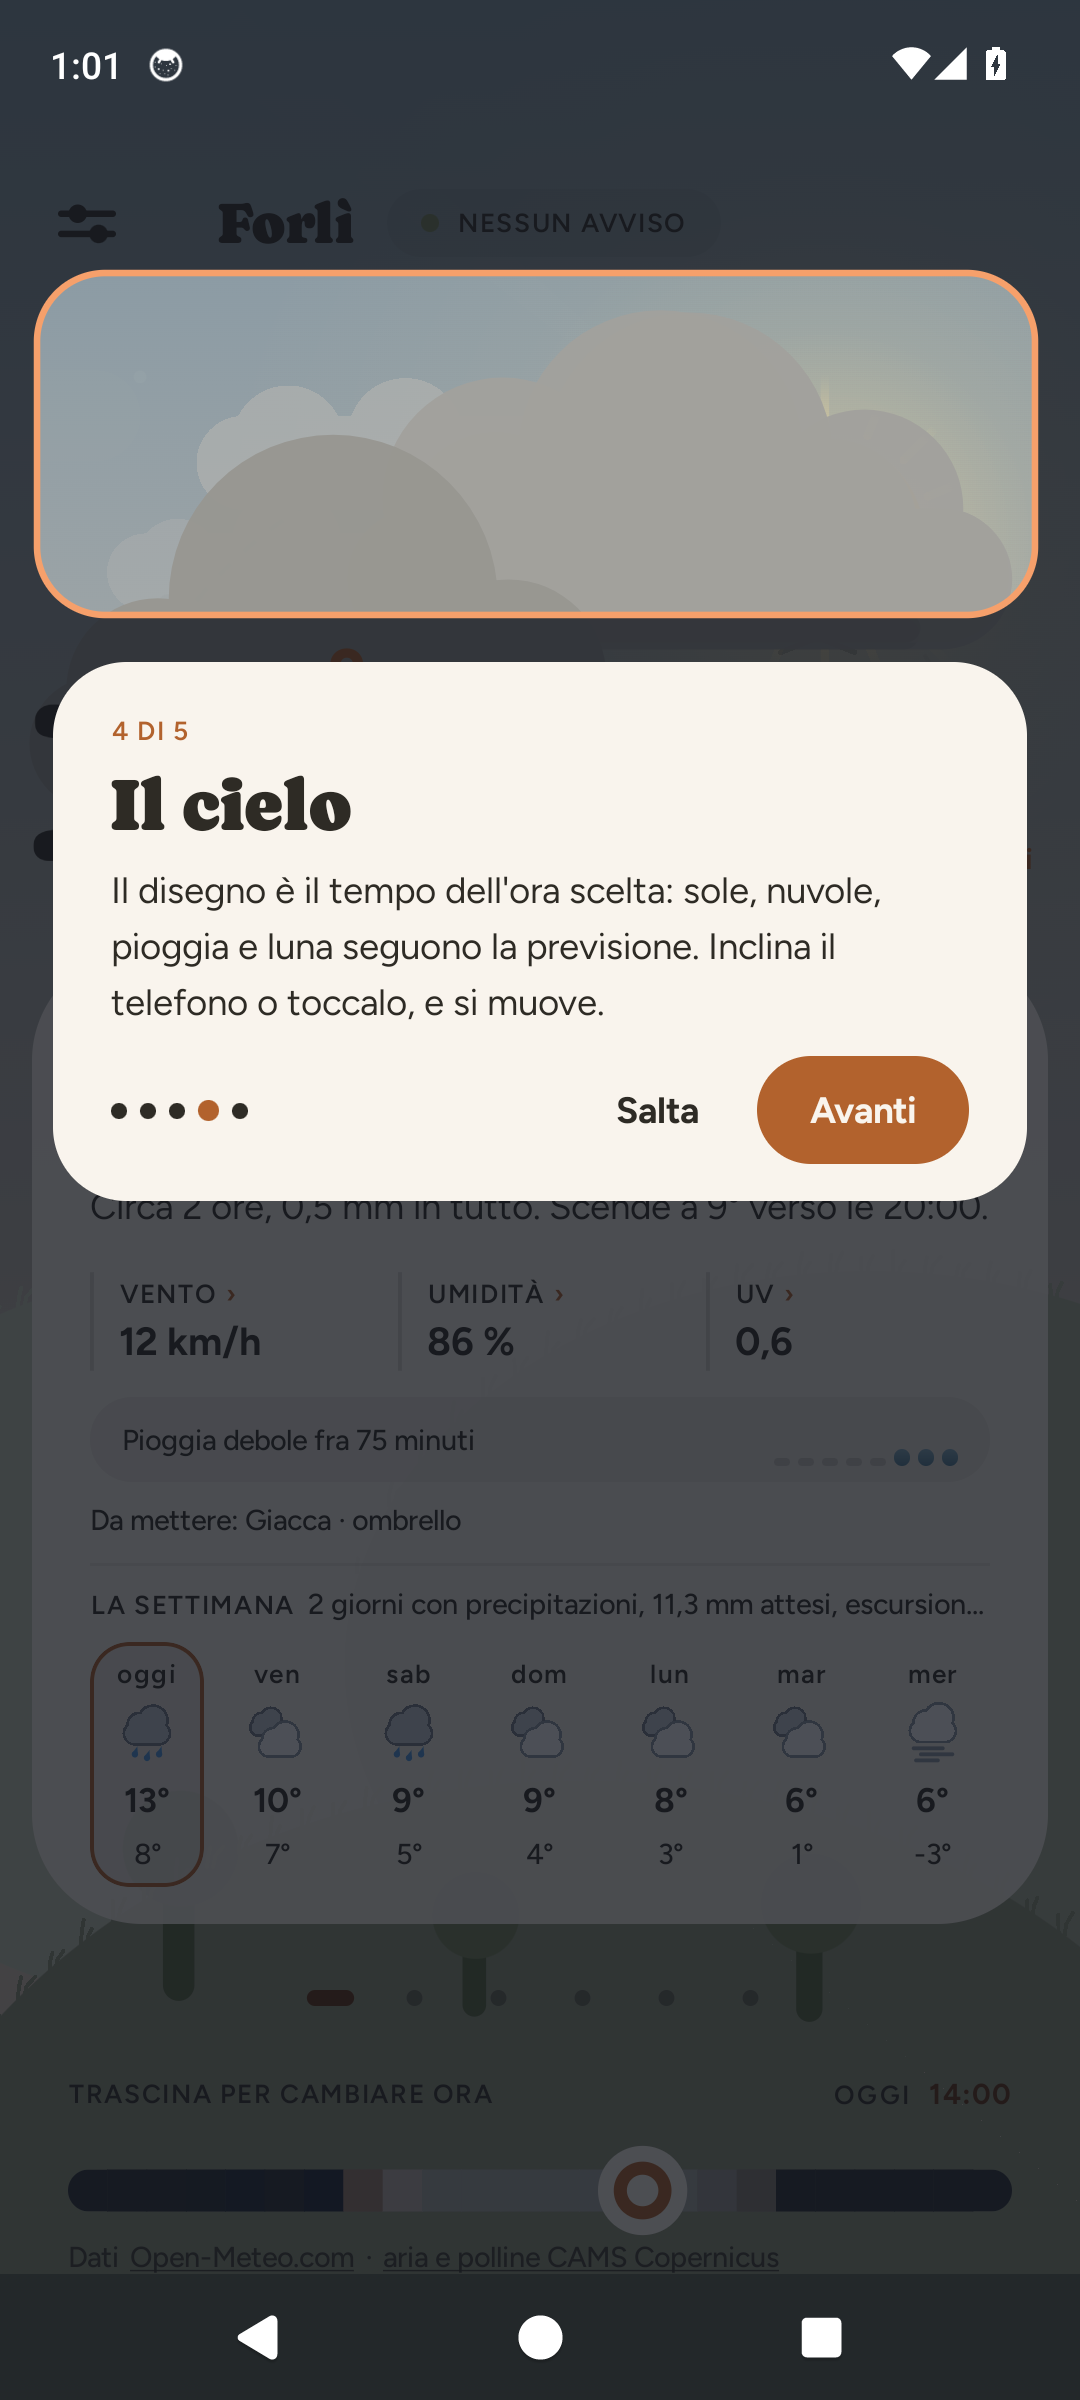 1:01
Forlì NESSUN AVVISO
4 DI 5
Il cielo
Il disegno è il tempo dell'ora scelta: sole, nuvole,
pioggia e luna seguono la previsione. Inclina il
telefono o toccalo, e si muove.
Salta Avanti
Circa 2 ore, 0,5 mm in tutto. Scende a 9° verso le 20:00.
VENTO › UMIDITÀ › UV ›
12 km/h 86 % 0,6
Pioggia debole fra 75 minuti
Da mettere: Giacca · ombrello
LA SETTIMANA 2 giorni con precipitazioni, 11,3 mm attesi, escursion...
oggi ven sab dom lun mar mer
13° 10° 9° 9° 8° 6° 6°
8° 7° 5° 4° 3° 1° -3°
TRASCINA PER CAMBIARE ORA OGGI 14:00
Dati Open-Meteo.com · aria e polline CAMS Copernicus